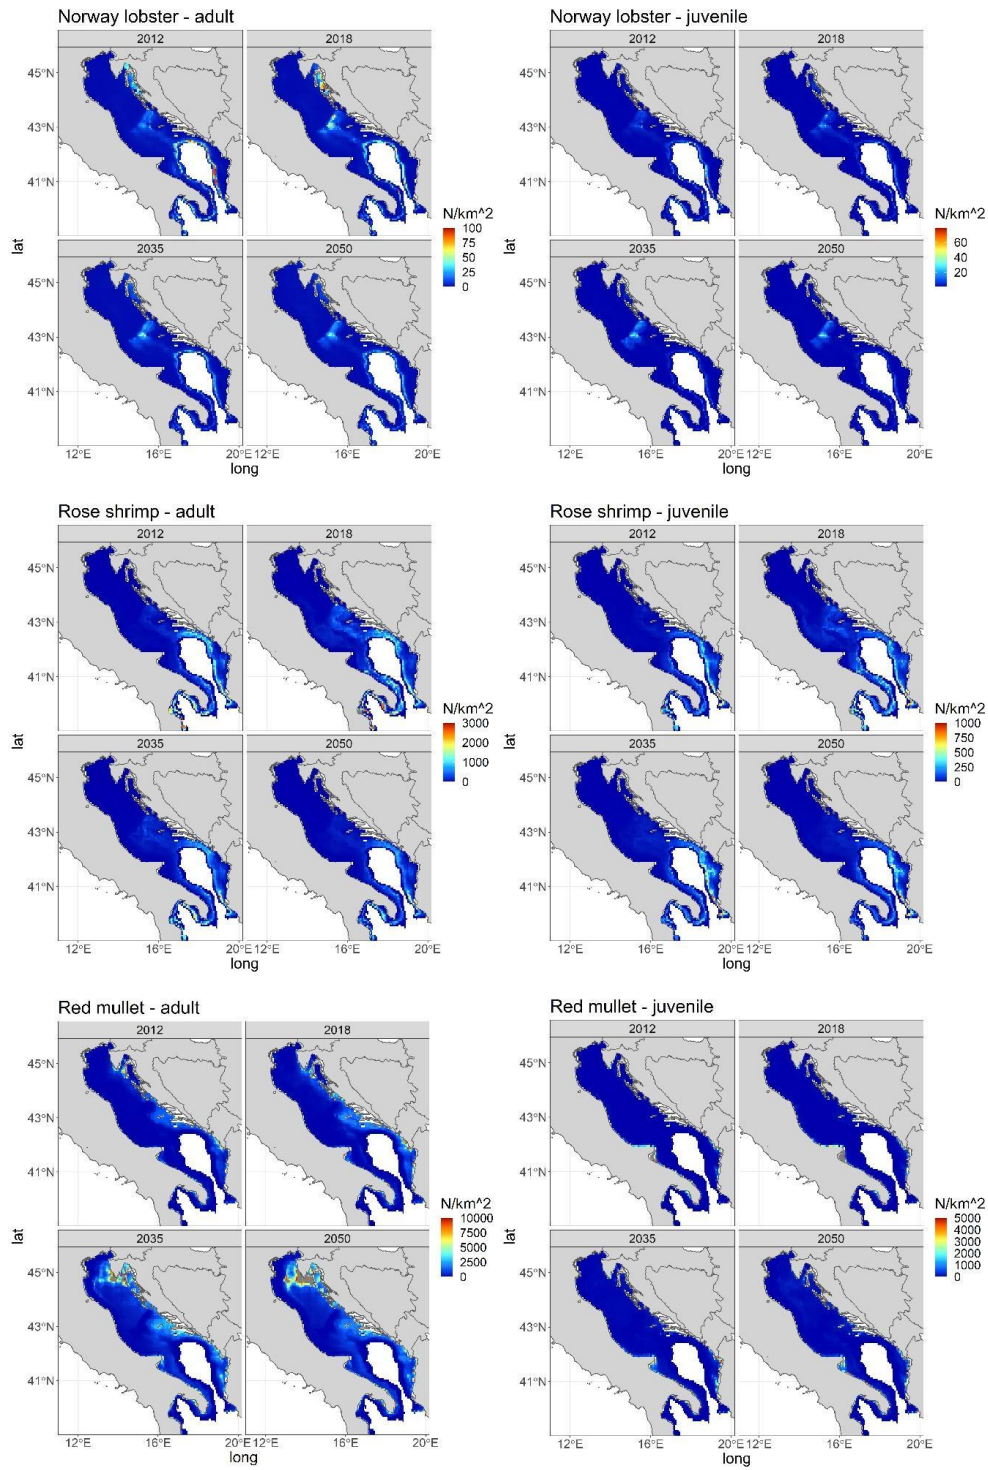 Norway lobster - adult
2012 2018
45°N
43°N
41°N
N/km^2
100
75
50
25
0
lat
2035 2050
45°N
43°N
41°N
12°E 16°E 20°E 12°E 16°E 20°E
long
Norway lobster - juvenile
2012 2018
45°N
43°N
41°N
N/km^2
60
40
20
lat
2035 2050
45°N
43°N
41°N
12°E 16°E 20°E 12°E 16°E 20°E
long
Rose shrimp - adult
2012 2018
45°N
43°N
41°N
N/km^2
3000
2000
1000
lat
2035 2050
45°N
43°N
41°N
12°E 16°E 20°E 12°E 16°E 20°E
long
Rose shrimp - juvenile
2012 2018
45°N
43°N
41°N
N/km^2
1000
750
500
250
lat
2035 2050
45°N
43°N
41°N
12°E 16°E 20°E 12°E 16°E 20°E
long
Red mullet - adult
2012 2018
45°N
43°N
41°N
N/km^2
10000
7500
5000
2500
0
lat
2035 2050
45°N
43°N
41°N
12°E 16°E 20°E 12°E 16°E 20°E
long
Red mullet - juvenile
2012 2018
45°N
43°N
41°N
N/km^2
5000
4000
3000
2000
1000
0
lat
2035 2050
45°N
43°N
41°N
12°E 16°E 20°E 12°E 16°E 20°E
long